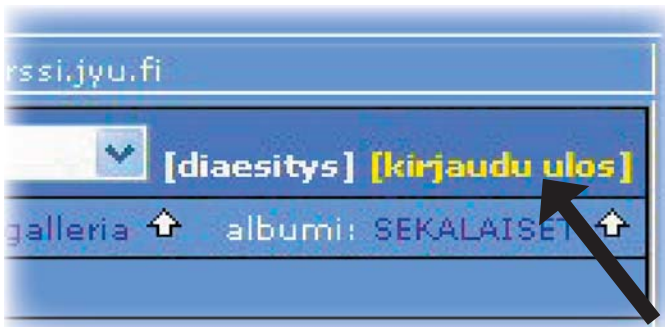 rssi.jyu.fi
[diaesitys] [kirjaudu ulos]
galleria albumi: SEKALAISET